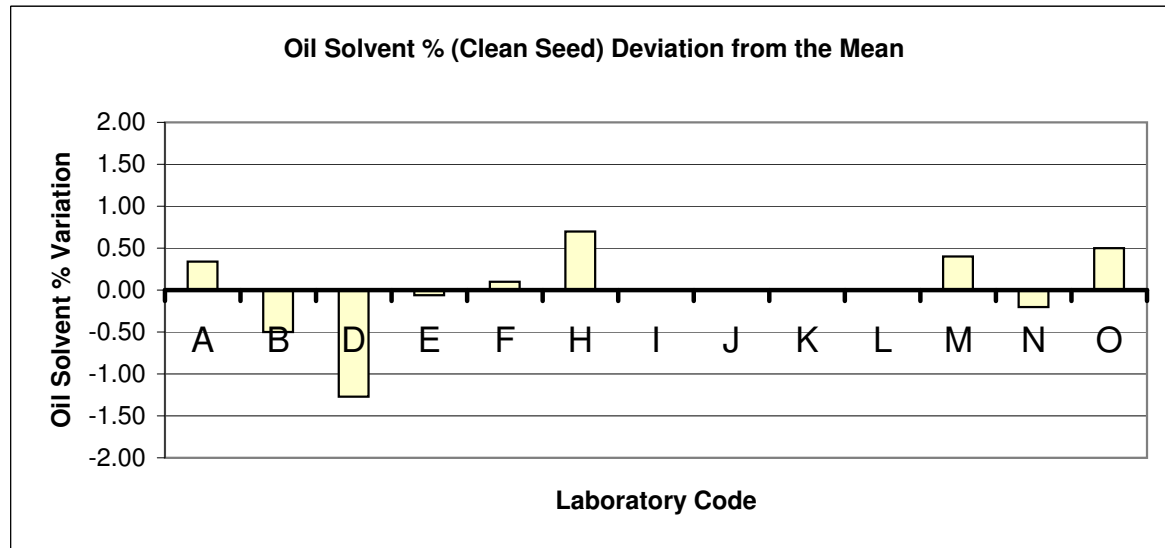 Oil Solvent % (Clean Seed) Deviation from the Mean
Oil Solvent % Variation
2.00
1.50
1.00
0.50
0.00
-0.50
-1.00
-1.50
-2.00
A B D E F H I J K L M N O
Laboratory Code